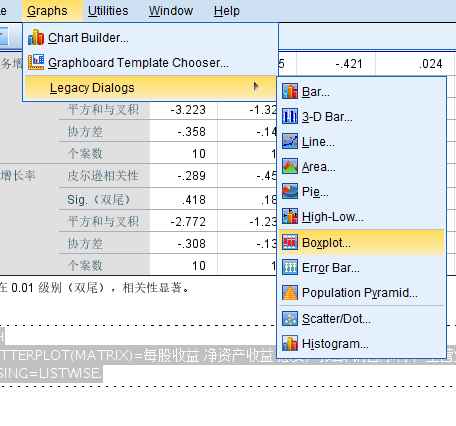 Graphs Utilities Window Help
Chart Builder...
Graphboard Template Chooser...
Legacy Dialogs
-.421 .024
Bar...
3-D Bar...
Line...
Area...
Pie...
High-Low...
Boxplot...
Error Bar...
Population Pyramid...
Scatter/Dot...
Histogram...
平方和与叉积 -3.223 -1.32
协方差 -.358 -.14
个案数 10 1
增长率 皮尔逊相关性 -.289 -.45
Sig.（双尾） .418 .18
平方和与叉积 -2.772 -1.23
协方差 -.308 -.13
个案数 10 1
在 0.01 级别（双尾），相关性显著。
TTERPLOT(MATRIX)=每股收益 净资产收益
SING=LISTWISE.